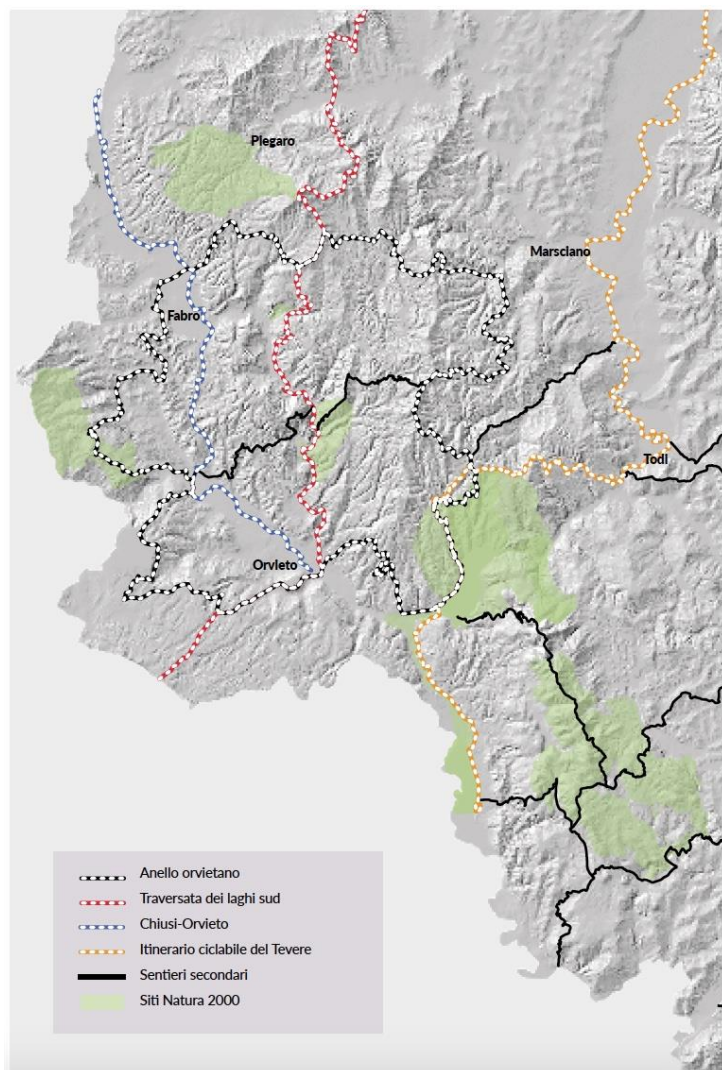 Piegaro
Marsciano
Fabro
Todi
Orvieto
Anello orvietano
Traversata dei laghi sud
Chiusi-Orvieto
Itinerario ciclabile del Tevere
Sentieri secondari
Siti Natura 2000